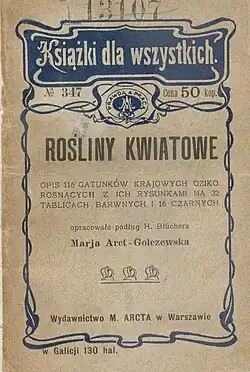 13107
Książki dla wszystkich.
№ 347
Cena 50 kop.
ROŚLINY KWIATOWE
OPIS 116 GATUNKÓW KRAJOWYCH DZIKO
ROSNĄCYCH Z ICH RYSUNKAMI NA 32
TABLICACH BARWNYCH I 16 CZARNYCH
opracowała podług H. Blüchera
Marja Arct-Golczewska
Wydawnictwo M. ARCTA w Warszawie
w Galicji 130 hal.